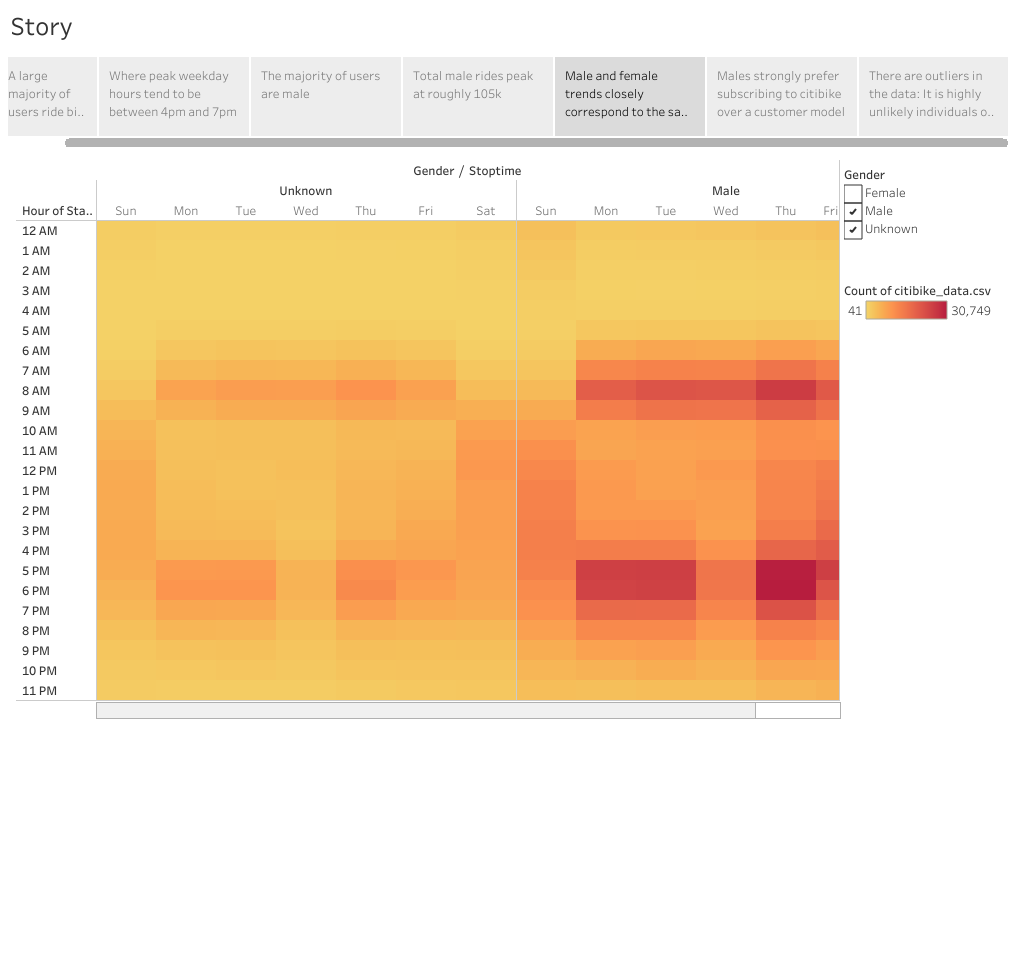 Story
A large
majority of
users ride bi..
Where peak weekday
hours tend to be
between 4pm and 7pm
The majority of users
are male
Total male rides peak
at roughly 105k
Male and female
trends closely
correspond to the sa..
Males strongly prefer
subscribing to citibike
over a customer model
There are outliers in
the data: It is highly
unlikely individuals o..
Gender / Stoptime
Unknown Male
Hour of Sta.. Sun Mon Tue Wed Thu Fri Sat Sun Mon Tue Wed Thu Fri
12 AM
1 AM
2 AM
3 AM
4 AM
5 AM
6 AM
7 AM
8 AM
9 AM
10 AM
11 AM
12 PM
1 PM
2 PM
3 PM
4 PM
5 PM
6 PM
7 PM
8 PM
9 PM
10 PM
11 PM
Gender
Female
Male
Unknown
Count of citibike_data.csv
41 30,749